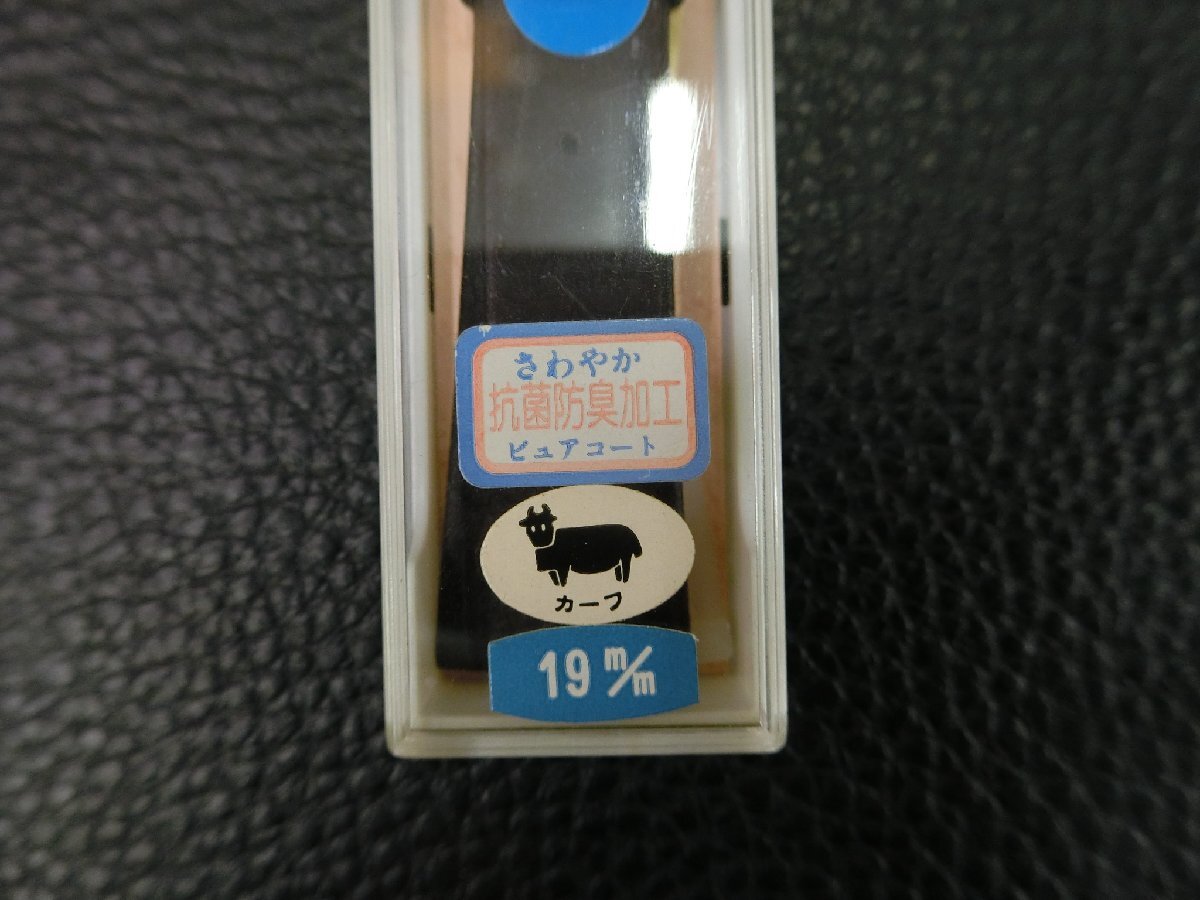 さわやか
抗菌防臭加工
ピュアコート
カーフ
19 m/m